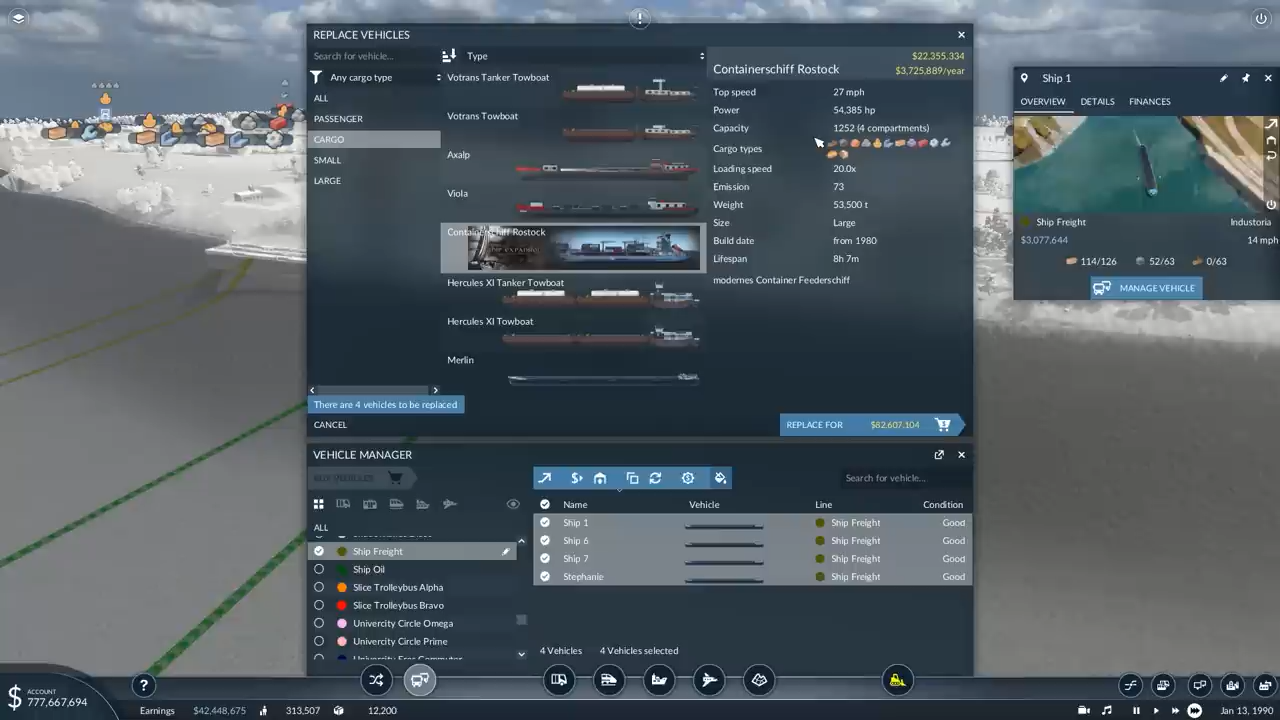 REPLACE VEHICLES
Search for vehicle...
Type
Any cargo type
ALL
PASSENGER
CARGO
SMALL
LARGE
Votrans Tanker Towboat
Votrans Towboat
Axalp
Viola
Containerschiff Rostock
Hercules XI Tanker Towboat
Hercules XI Towboat
Merlin
$22,355,334
Containerschiff Rostock
$3,725,889/year
Top speed 27 mph
Power 54,385 hp
Capacity 1252 (4 compartments)
Cargo types
Loading speed 20.0x
Emission 73
Weight 53,500 t
Size Large
Build date from 1980
Lifespan 8h 7m
modernes Container Feederschiff
There are 4 vehicles to be replaced
CANCEL
REPLACE FOR $82,607,104
Ship 1
OVERVIEW DETAILS FINANCES
Ship Freight Industoria
$3,077,644 14 mph
114/126 52/63 0/63
MANAGE VEHICLE
VEHICLE MANAGER
BUY VEHICLES
Search for vehicle...
ALL
Ship Freight
Ship Oil
Slice Trolleybus Alpha
Slice Trolleybus Bravo
Univercity Circle Omega
Univercity Circle Prime
Name Vehicle Line Condition
Ship 1 Ship Freight Good
Ship 6 Ship Freight Good
Ship 7 Ship Freight Good
Stephanie Ship Freight Good
4 Vehicles 4 Vehicles selected
ACCOUNT
$ 777,667,694
?
Earnings $42,448,675 313,507 12,200
Jan 13, 1990